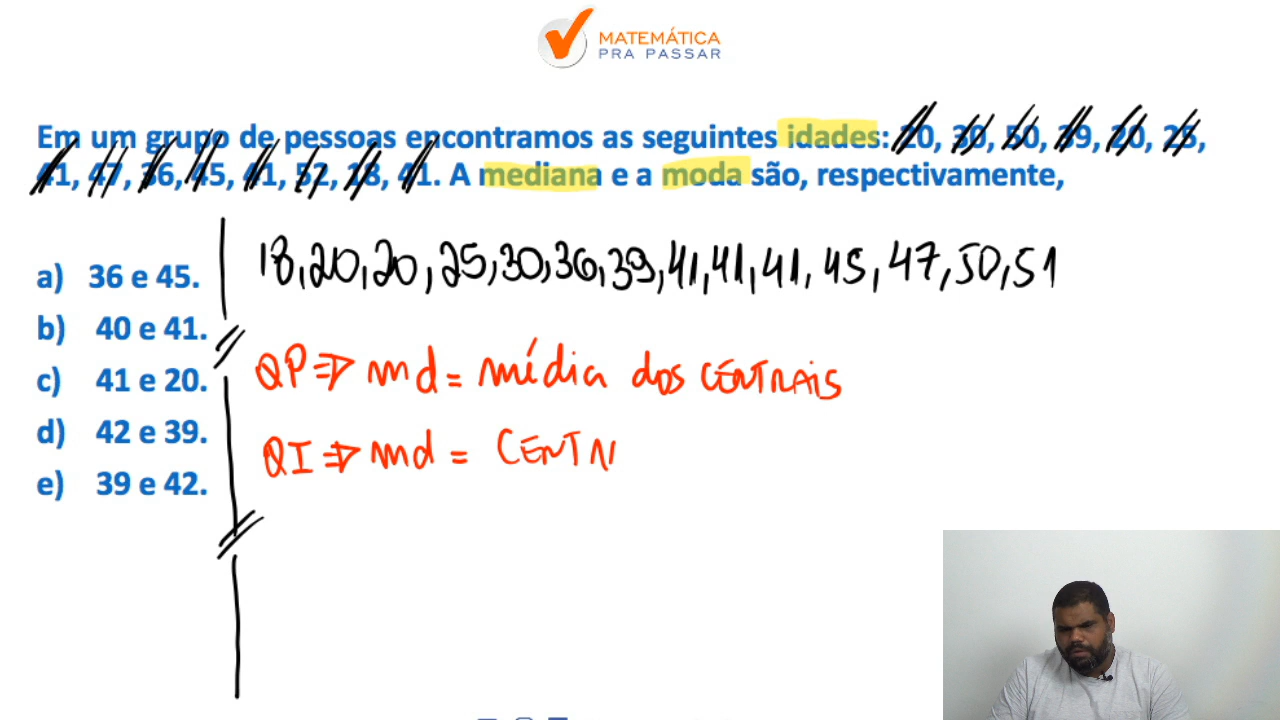 MATEMÁTICA
PRA PASSAR
Em um grupo de pessoas encontramos as seguintes idades: 20, 30, 50, 39, 20, 25,
41, 47, 36, 45, 41, 52, 18, 41. A mediana e a moda são, respectivamente,
18, 20, 20, 25, 30, 36, 39, 41, 41, 41, 45, 47, 50, 51
a) 36 e 45.
b) 40 e 41.
c) 41 e 20.
d) 42 e 39.
e) 39 e 42.
QP ⇒ md = mídia dos CENTRAIS
QI ⇒ md =